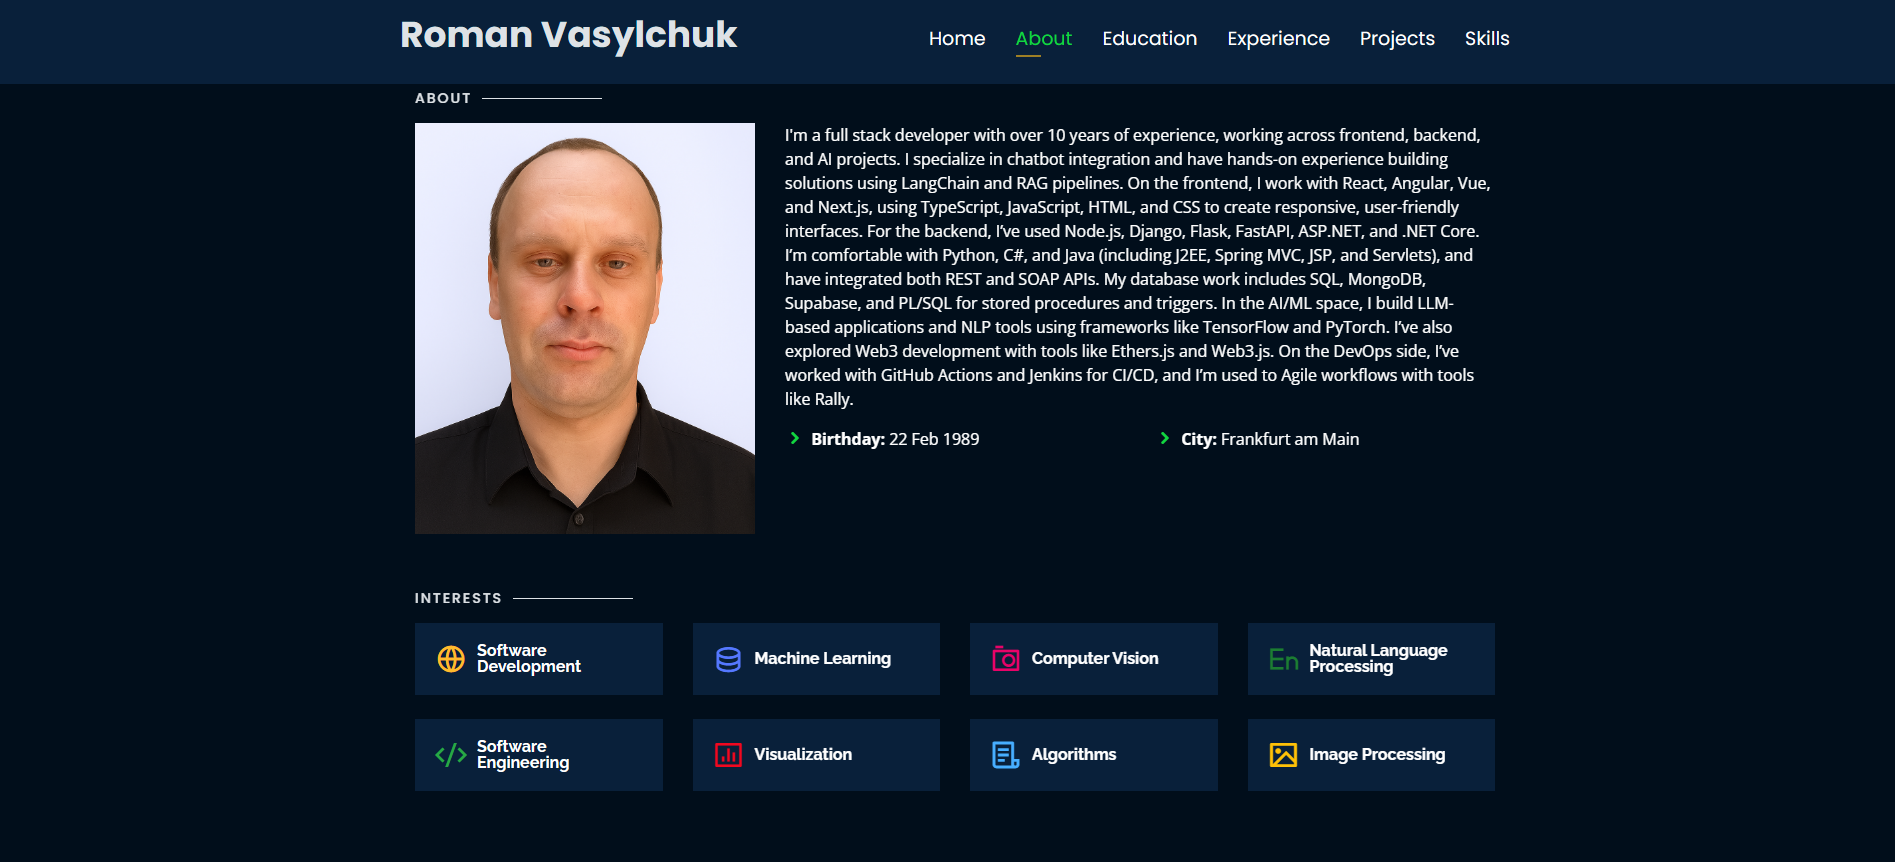 Roman Vasylchuk
Home About Education Experience Projects Skills
ABOUT
I'm a full stack developer with over 10 years of experience, working across frontend, backend,
and AI projects. I specialize in chatbot integration and have hands-on experience building
solutions using LangChain and RAG pipelines. On the frontend, I work with React, Angular, Vue,
and Next.js, using TypeScript, JavaScript, HTML, and CSS to create responsive, user-friendly
interfaces. For the backend, I’ve used Node.js, Django, Flask, FastAPI, ASP.NET, and .NET Core.
I’m comfortable with Python, C#, and Java (including J2EE, Spring MVC, JSP, and Servlets), and
have integrated both REST and SOAP APIs. My database work includes SQL, MongoDB,
Supabase, and PL/SQL for stored procedures and triggers. In the AI/ML space, I build LLM-
based applications and NLP tools using frameworks like TensorFlow and PyTorch. I’ve also
explored Web3 development with tools like Ethers.js and Web3.js. On the DevOps side, I’ve
worked with GitHub Actions and Jenkins for CI/CD, and I’m used to Agile workflows with tools
like Rally.
Birthday: 22 Feb 1989
City: Frankfurt am Main
INTERESTS
Software
Development
Machine Learning
Computer Vision
En
Natural Language
Processing
</>
Software
Engineering
Visualization
Algorithms
Image Processing